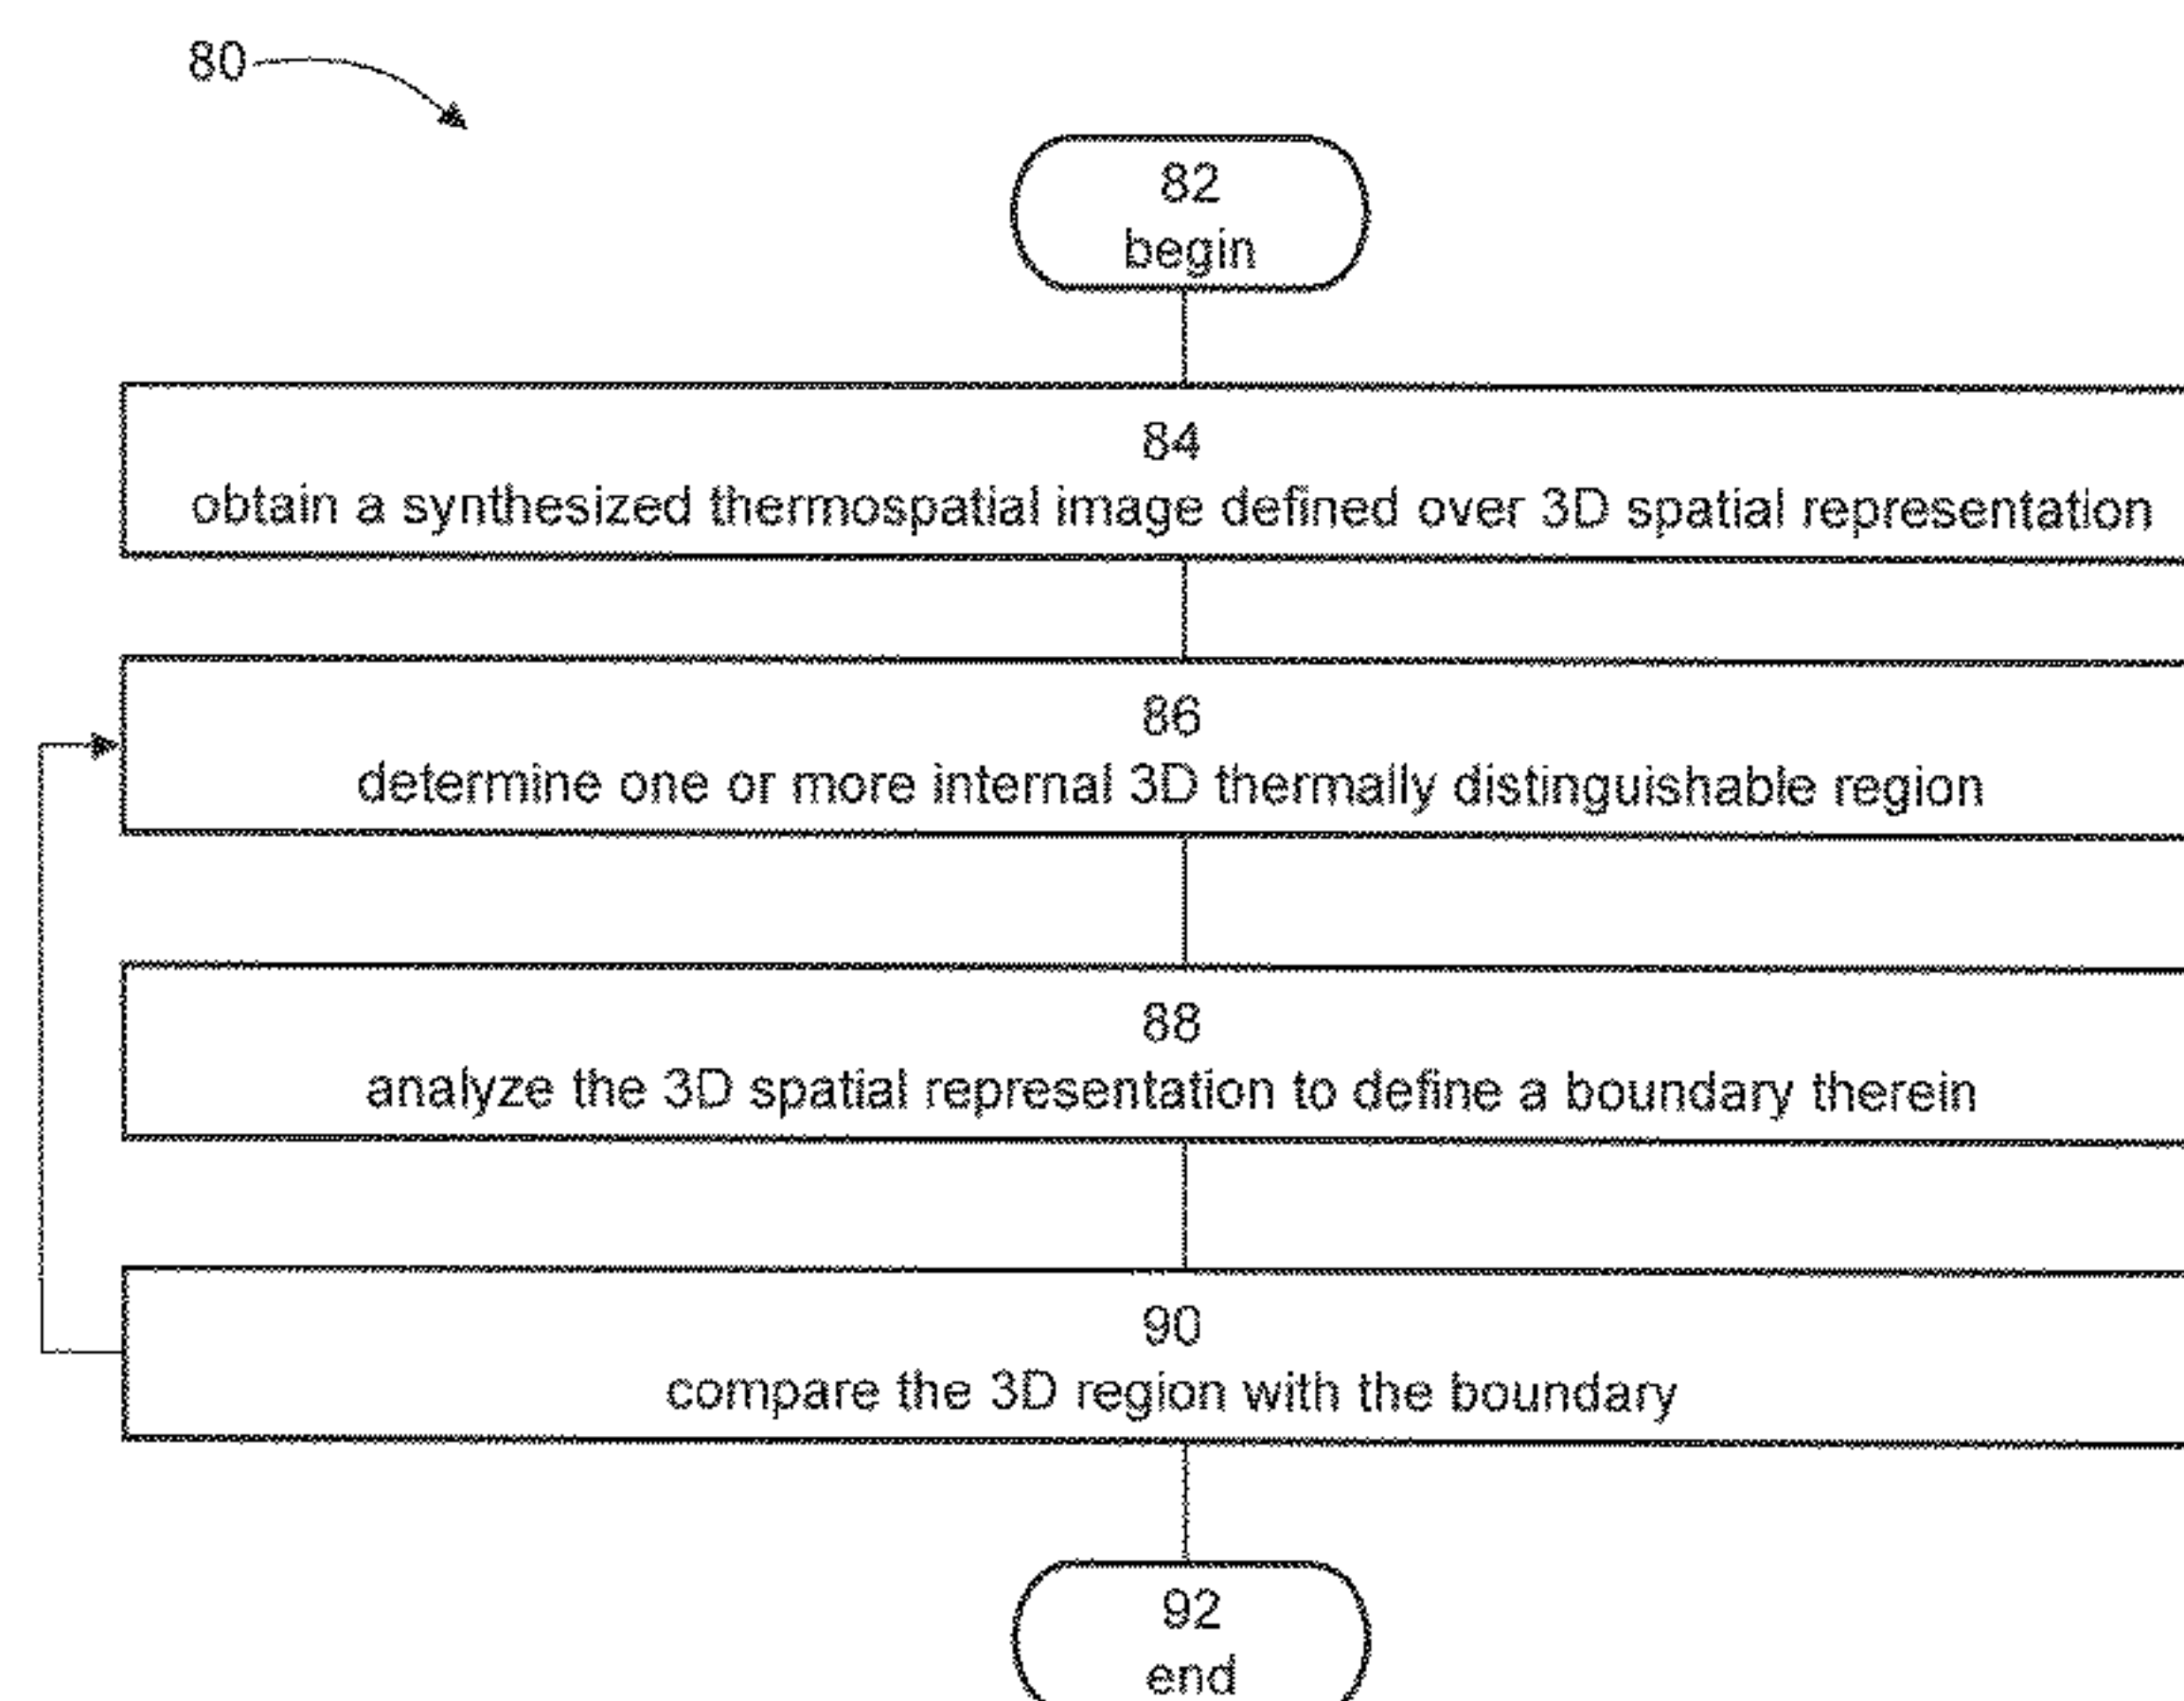 80
82
begin
84
obtain a synthesized thermospatial image defined over 3D spatial representation
86
determine one or more internal 3D thermally distinguishable region
88
analyze the 3D spatial representation to define a boundary therein
90
compare the 3D region with the boundary
92
end